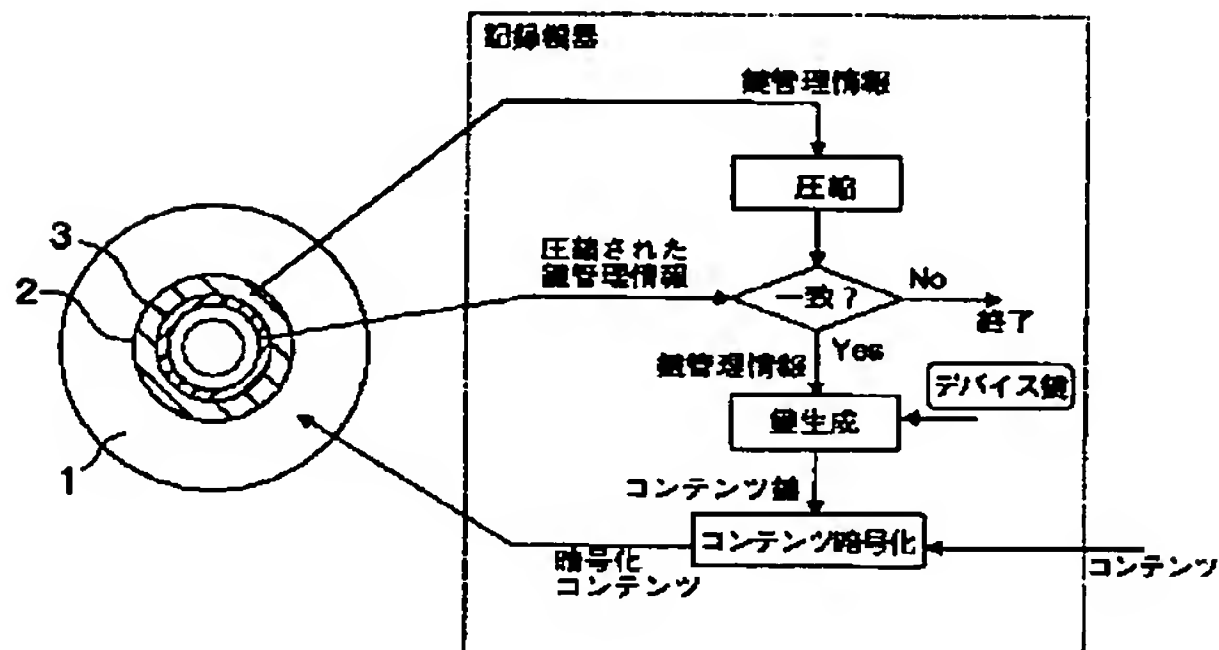 記録機器
鍵管理情報
圧縮
3
圧縮された
鍵管理情報
2
一致？
No
終了
Yes
鍵管理情報
デバイス鍵
鍵生成
1
コンテンツ鍵
コンテンツ暗号化
暗号化
コンテンツ
コンテンツ